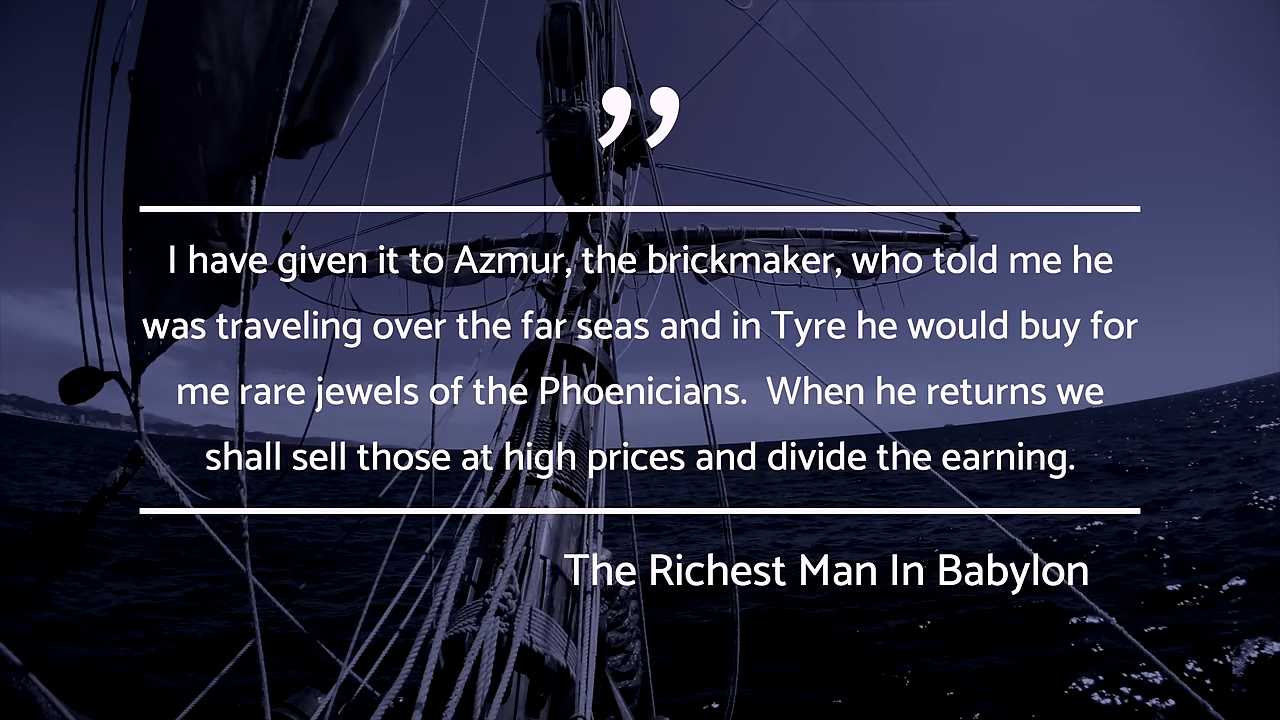 ”
I have given it to Azmur, the brickmaker, who told me he
was traveling over the far seas and in Tyre he would buy for
me rare jewels of the Phoenicians.  When he returns we
shall sell those at high prices and divide the earning.
The Richest Man In Babylon